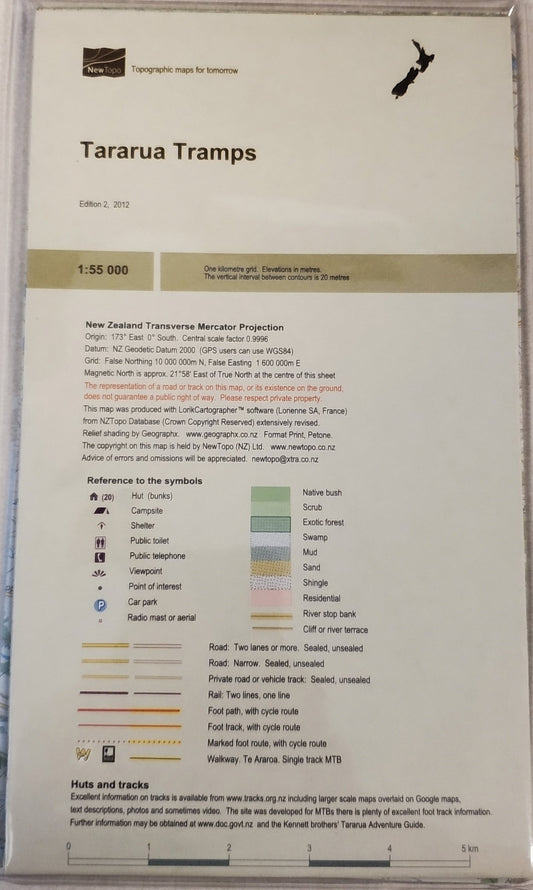 NewTopo
Topographic maps for tomorrow
Tararua Tramps
Edition 2, 2012
1:55 000
One kilometre grid. Elevations in metres.
The vertical interval between contours is 20 metres
New Zealand Transverse Mercator Projection
Origin: 173° East 0° South. Central scale factor 0.9996
Datum: NZ Geodetic Datum 2000 (GPS users can use WGS84)
Grid: False Northing 10 000 000m N, False Easting 1 600 000m E
Magnetic North is approx. 21°58' East of True North at the centre of this sheet
The representation of a road or track on this map, or its existence on the ground,
does not guarantee a public right of way. Please respect private property.
This map was produced with LorikCartographer™ software (Lorienne SA, France)
from NZTopo Database (Crown Copyright Reserved) extensively revised.
Relief shading by Geographx. www.geographx.co.nz Format Print, Petone.
The copyright on this map is held by NewTopo (NZ) Ltd. www.newtopo.co.nz
Advice of errors and omissions will be appreciated. newtopo@xtra.co.nz
Reference to the symbols
(20) Hut (bunks)
Campsite
Shelter
Public toilet
Public telephone
Viewpoint
Point of interest
P Car park
Radio mast or aerial
Native bush
Scrub
Exotic forest
Swamp
Mud
Sand
Shingle
Residential
River stop bank
Cliff or river terrace
Road: Two lanes or more. Sealed, unsealed
Road: Narrow. Sealed, unsealed
Private road or vehicle track: Sealed, unsealed
Rail: Two lines, one line
Foot path, with cycle route
Foot track, with cycle route
Marked foot route, with cycle route
Walkway. Te Araroa. Single track MTB
Huts and tracks
Excellent information on tracks is available from www.tracks.org.nz including larger scale maps overlaid on Google maps,
text descriptions, photos and sometimes video. The site was developed for MTBs there is plenty of excellent foot track information.
Further information may be obtained at www.doc.govt.nz and the Kennett brothers' Tararua Adventure Guide.
0 1 2 3 4 5 km